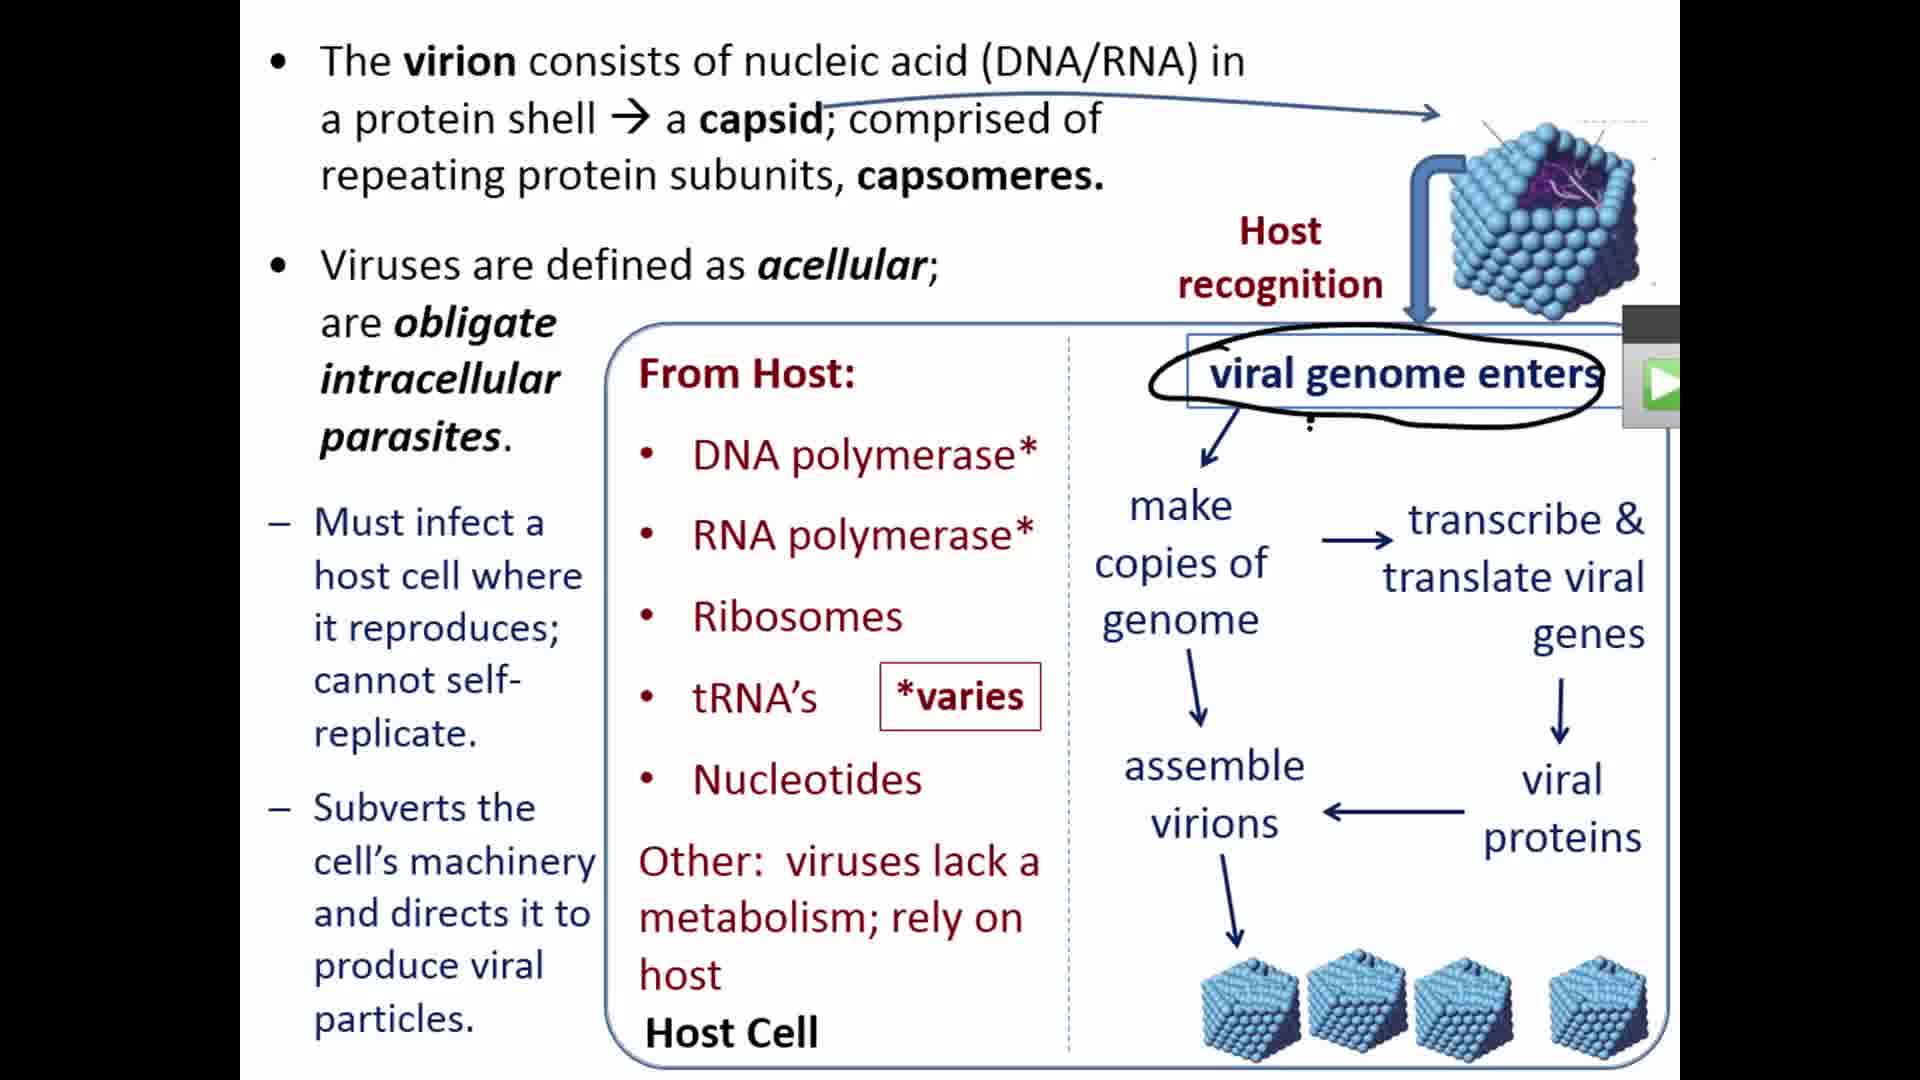 • The virion consists of nucleic acid (DNA/RNA) in
a protein shell → a capsid; comprised of
repeating protein subunits, capsomeres.
• Viruses are defined as acellular;
are obligate
intracellular
parasites.
– Must infect a
host cell where
it reproduces;
cannot self-
replicate.
– Subverts the
cell’s machinery
and directs it to
produce viral
particles.
From Host:
• DNA polymerase*
• RNA polymerase*
• Ribosomes
• tRNA’s
*varies
• Nucleotides
Other: viruses lack a
metabolism; rely on
host
Host Cell
Host
recognition
viral genome enters
make
copies of
genome
transcribe &
translate viral
genes
viral
proteins
assemble
virions